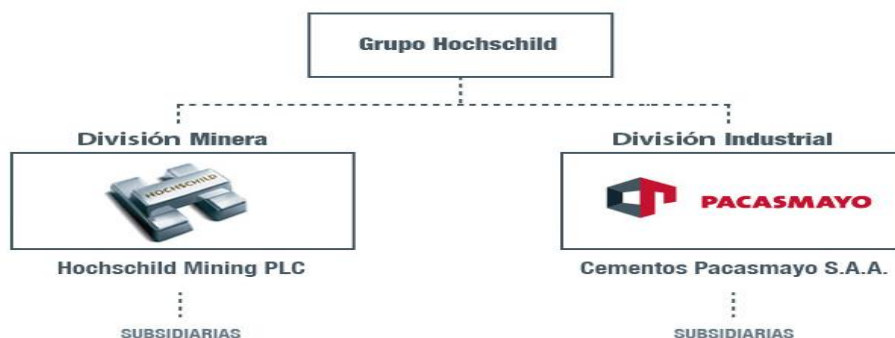 Grupo Hochschild
División Minera
División Industrial
HOCHSCHILD
PACASMAYO
Hochschild Mining PLC
Cementos Pacasmayo S.A.A.
SUBSIDIARIAS
SUBSIDIARIAS